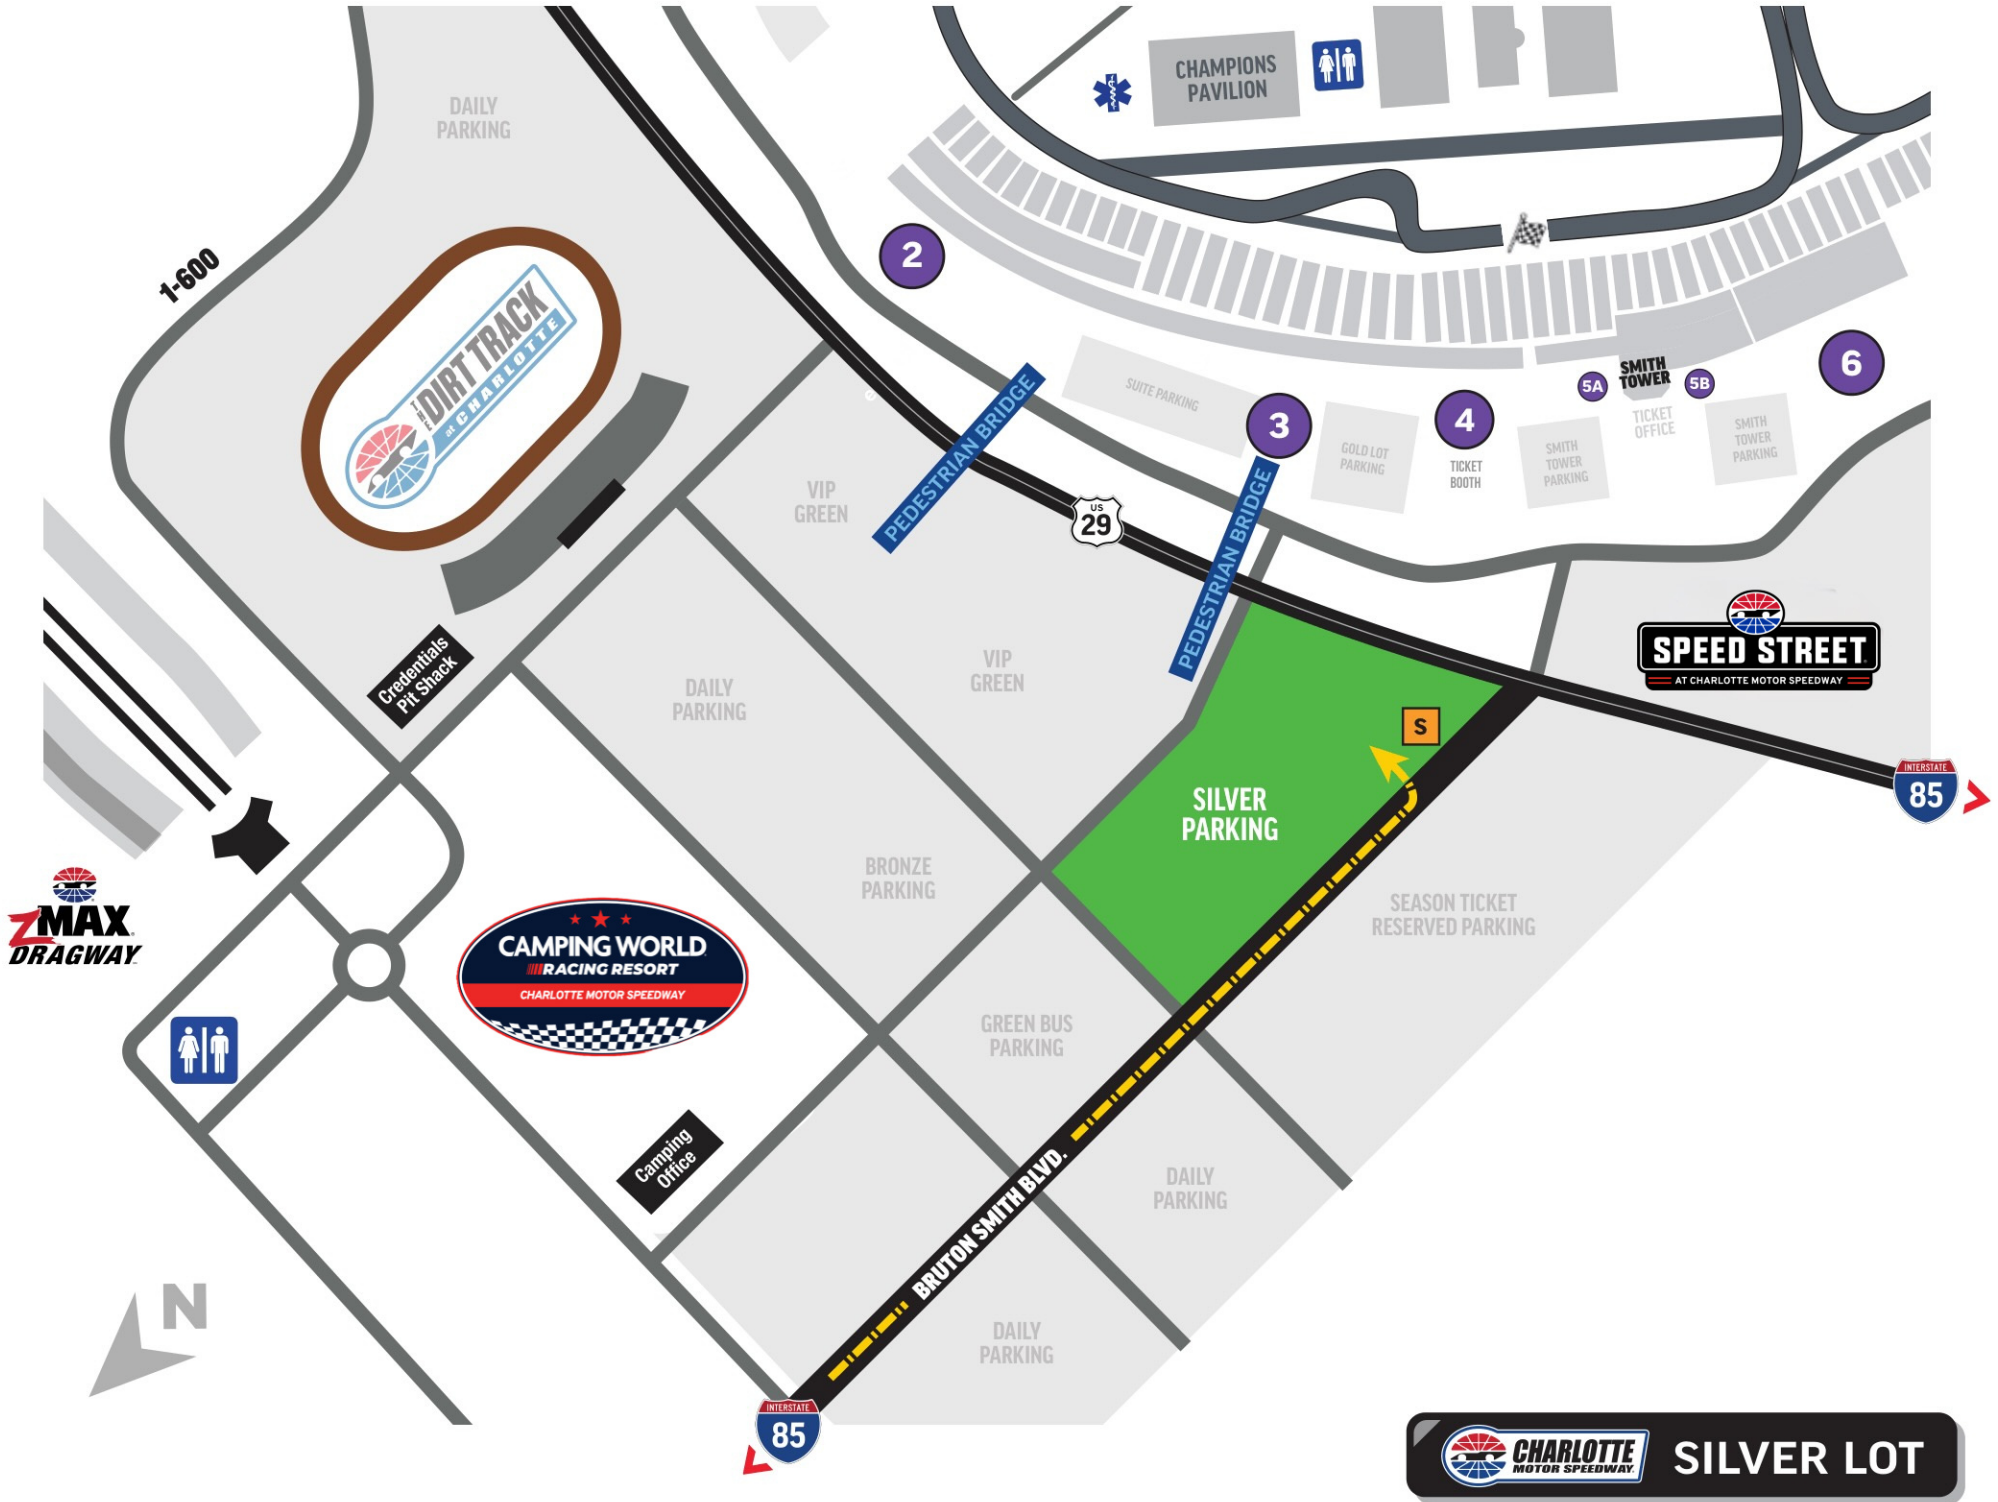 CHAMPIONS
PAVILION
DAILY
PARKING
1-600
2
THE
DIRT TRACK
at CHARLOTTE
SUITE PARKING
3
GOLD LOT
PARKING
4
TICKET
BOOTH
5A
SMITH
TOWER
5B
6
TICKET
OFFICE
SMITH
TOWER
PARKING
SMITH
TOWER
PARKING
PEDESTRIAN BRIDGE
PEDESTRIAN BRIDGE
US
29
VIP
GREEN
VIP
GREEN
Credentials
Pit Shack
DAILY
PARKING
SPEED STREET
AT CHARLOTTE MOTOR SPEEDWAY
S
INTERSTATE
85
SILVER
PARKING
BRONZE
PARKING
SEASON TICKET
RESERVED PARKING
ZMAX
DRAGWAY
CAMPING WORLD
RACING RESORT
CHARLOTTE MOTOR SPEEDWAY
GREEN BUS
PARKING
Camping
Office
DAILY
PARKING
BRUTON SMITH BLVD.
DAILY
PARKING
N
INTERSTATE
85
CHARLOTTE
MOTOR SPEEDWAY
SILVER LOT